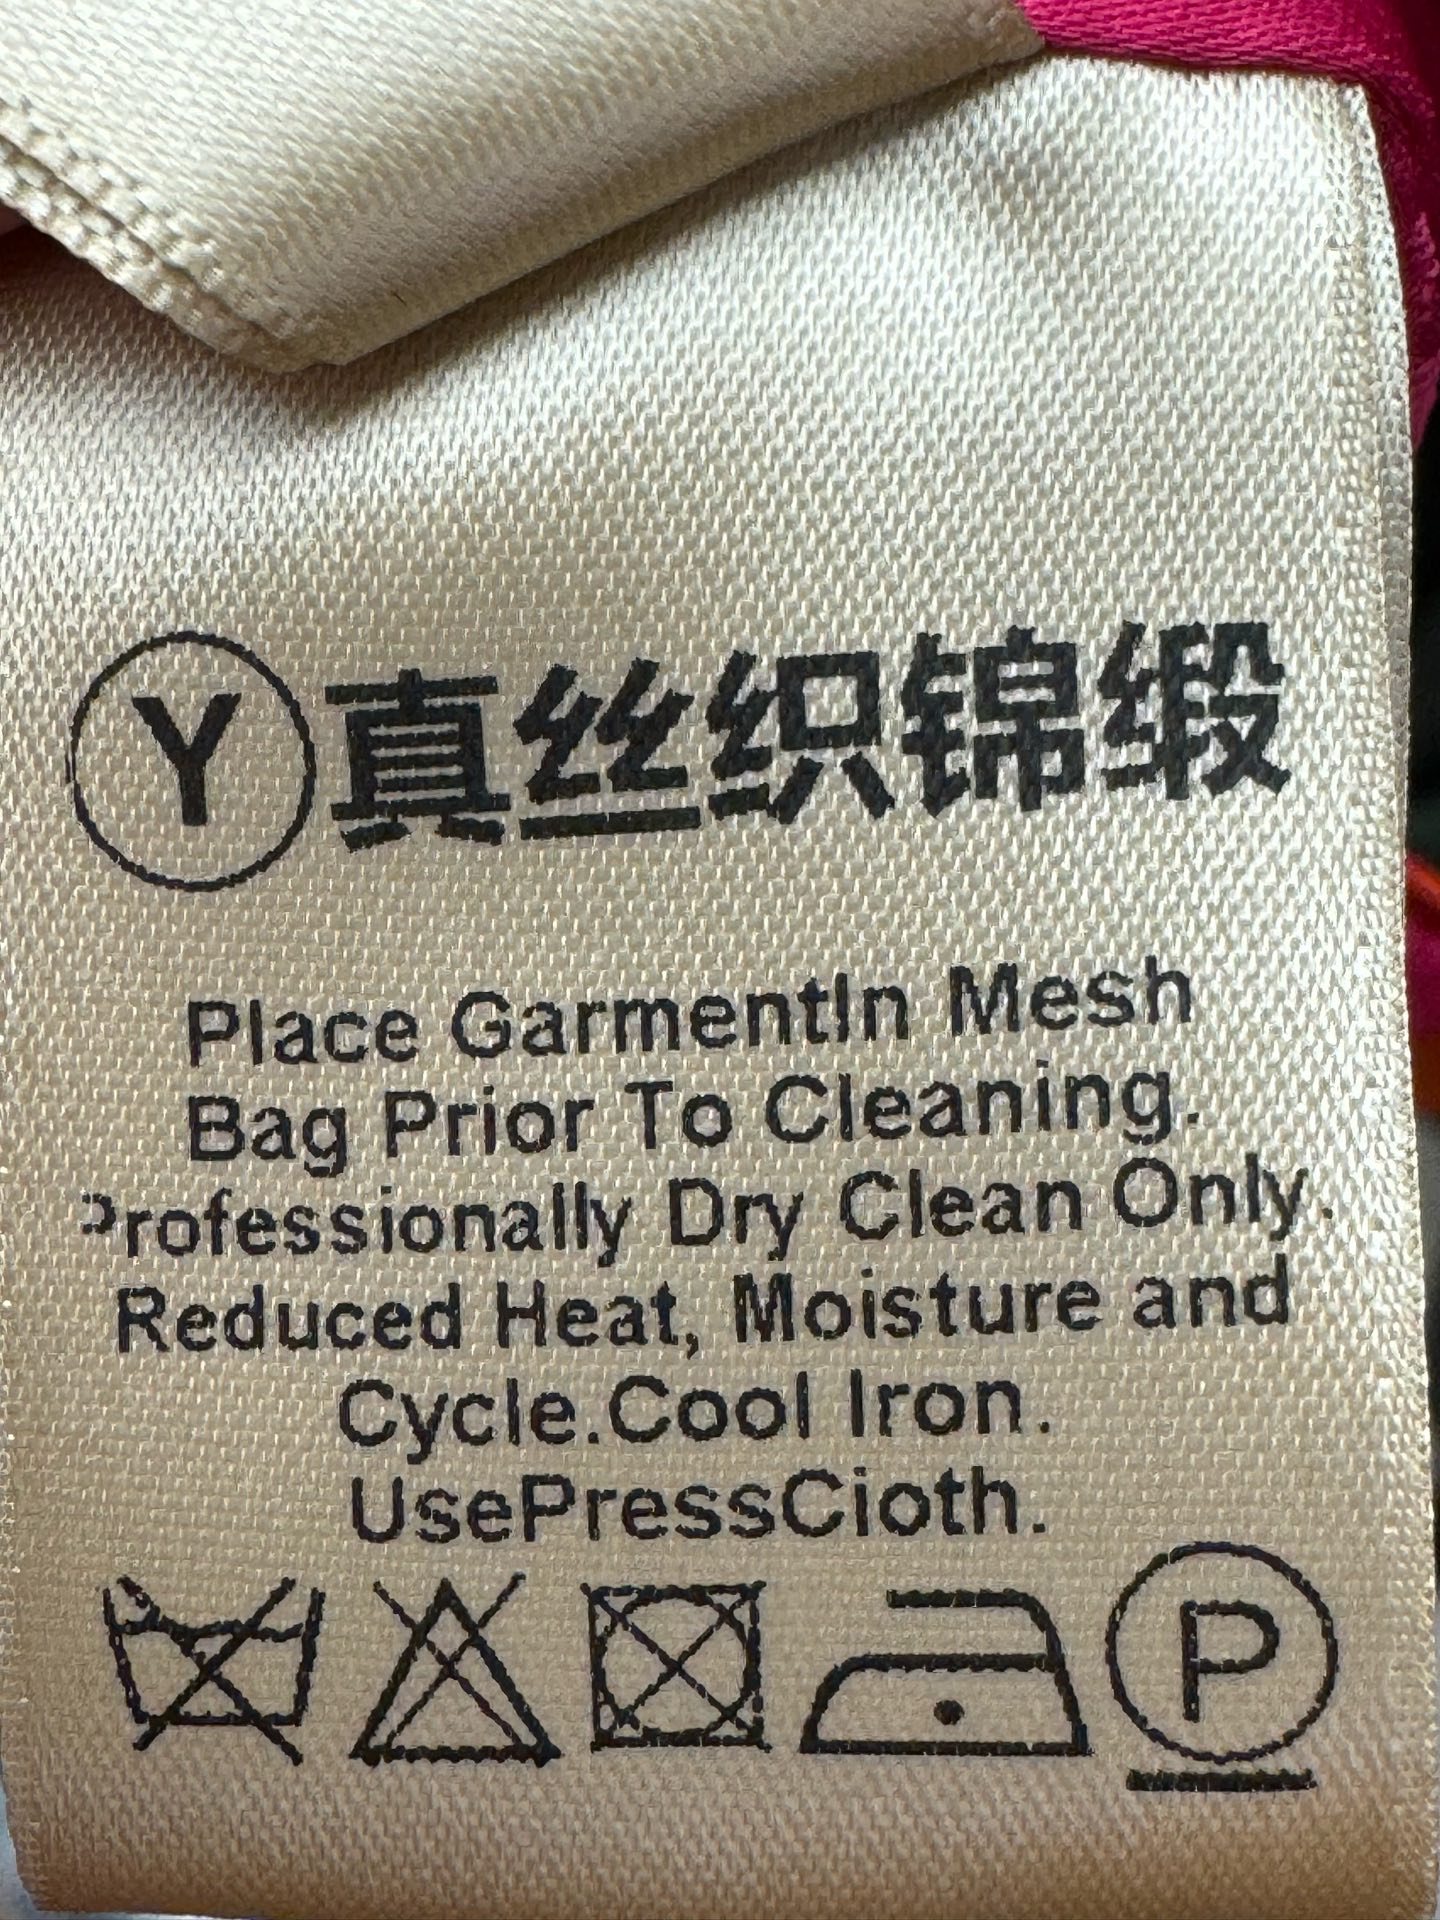 Y 真丝织锦缎
Place GarmentIn Mesh
Bag Prior To Cleaning.
Professionally Dry Clean Only.
Reduced Heat, Moisture and
Cycle.Cool Iron.
UsePressCioth.
P